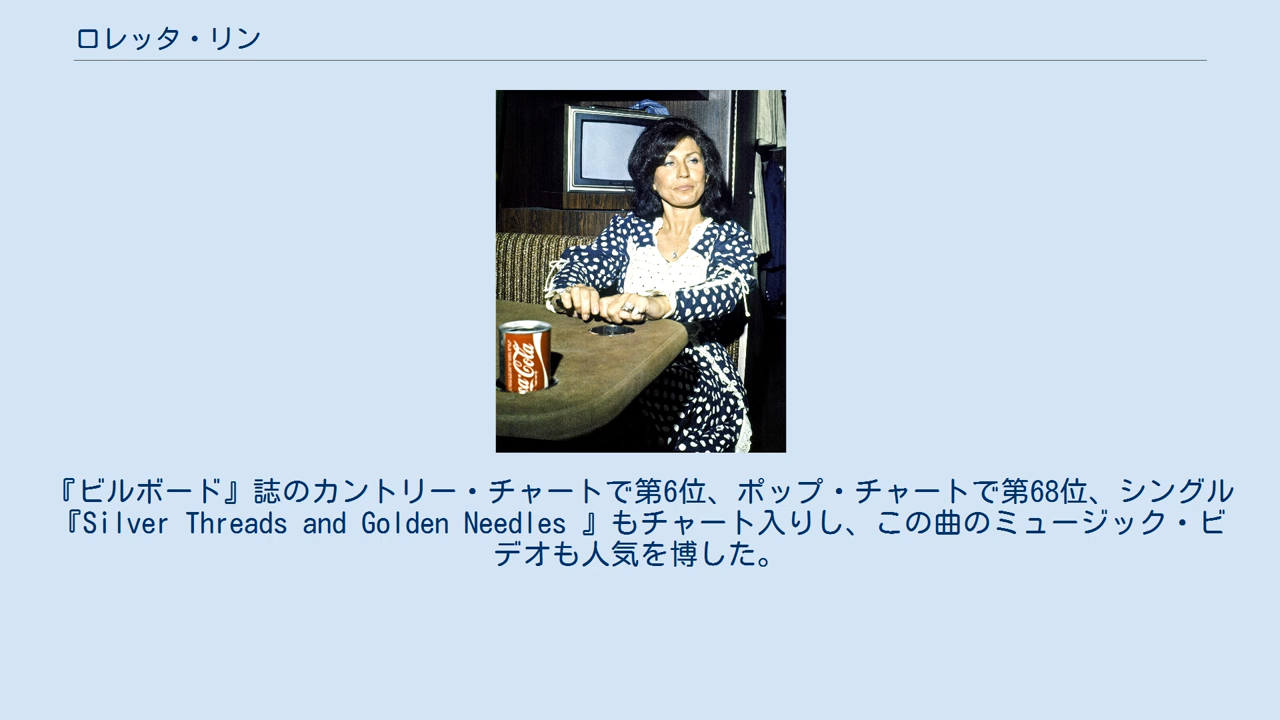 ロレッタ・リン
Coca-Cola
『ビルボード』誌のカントリー・チャートで第6位、ポップ・チャートで第68位、シングル
『Silver Threads and Golden Needles 』もチャート入りし、この曲のミュージック・ビ
デオも人気を博した。